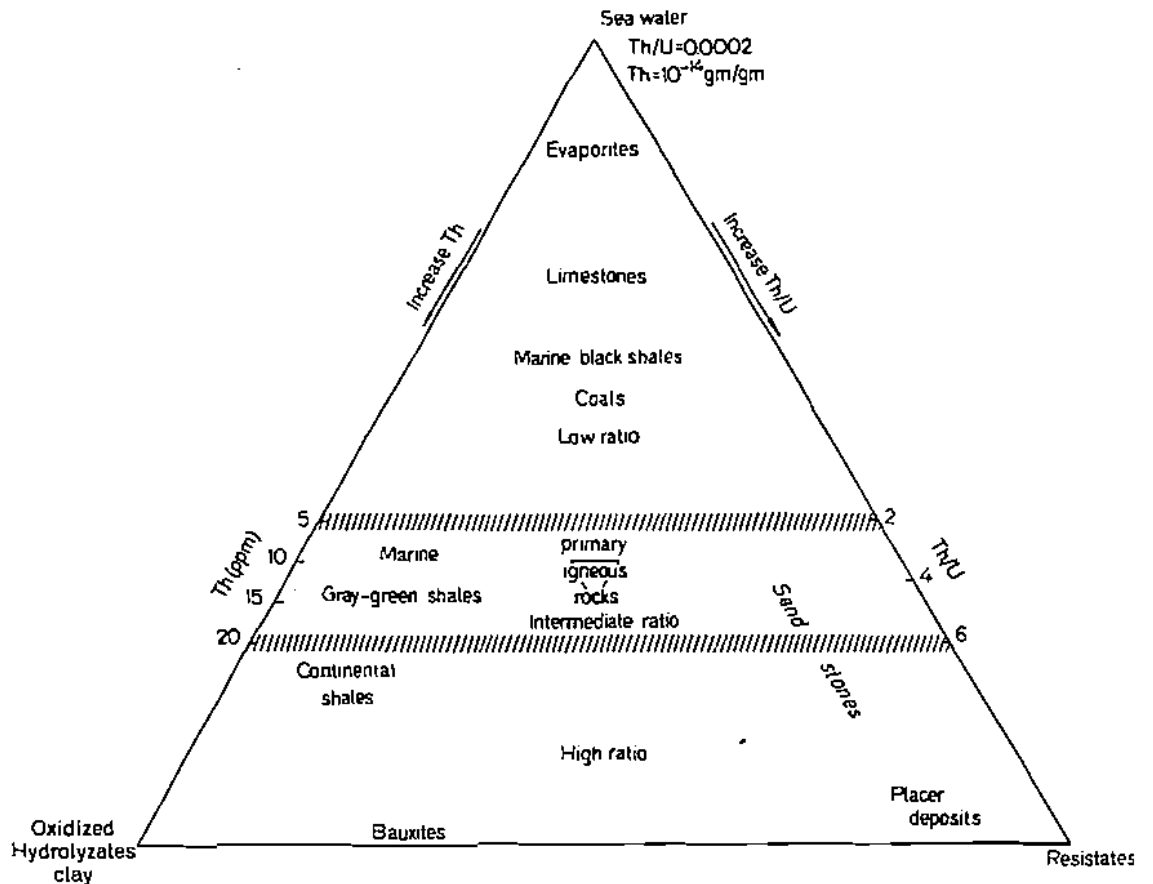 Sea water
Th/U=0.0002
Th=10⁻¹⁴gm/gm
Evaporites
Increase Th
Increase Th/U
Limestones
Marine black shales
Coals
Low ratio
5
2
Th(ppm)
10
Marine
primary
igneous
rocks
Th/U
4
15
Gray-green shales
Sand
stones
Intermediate ratio
20
6
Continental
shales
High ratio
Placer
deposits
Bauxites
Oxidized
Hydrolyzates
clay
Resistates